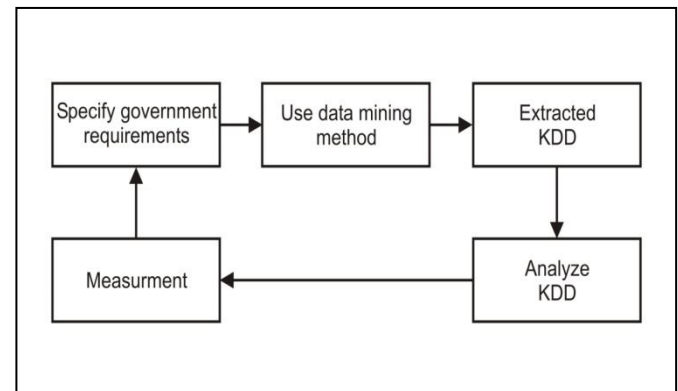 Specify government
requirements
Use data mining
method
Extracted
KDD
Measurment
Analyze
KDD